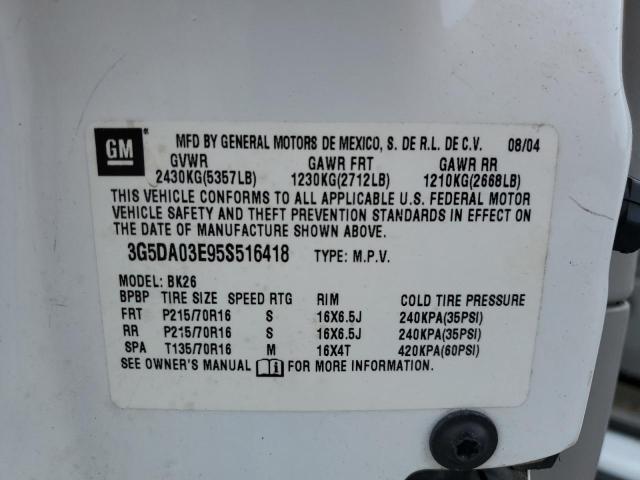 GM MFD BY GENERAL MOTORS DE MEXICO, S. DE R.L. DE C.V. 08/04
GVWR GAWR FRT GAWR RR
2430KG(5357LB) 1230KG(2712LB) 1210KG(2668LB)
THIS VEHICLE CONFORMS TO ALL APPLICABLE U.S. FEDERAL MOTOR
VEHICLE SAFETY AND THEFT PREVENTION STANDARDS IN EFFECT ON
THE DATE OF MANUFACTURE SHOWN ABOVE.
3G5DA03E95S516418 TYPE: M.P.V.
MODEL: BK26
BPBP TIRE SIZE SPEED RTG RIM COLD TIRE PRESSURE
FRT P215/70R16 S 16X6.5J 240KPA(35PSI)
RR P215/70R16 S 16X6.5J 240KPA(35PSI)
SPA T135/70R16 M 16X4T 420KPA(60PSI)
SEE OWNER'S MANUAL FOR MORE INFORMATION.